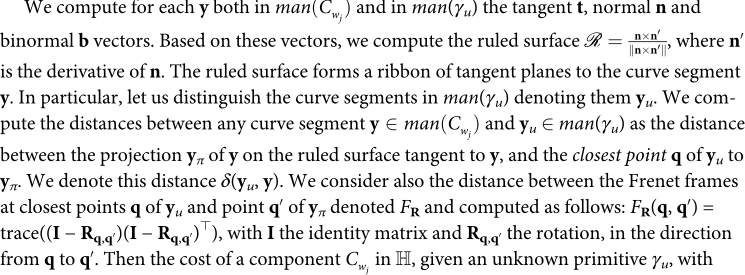 We compute for each y both in man(C_{w_j}) and in man(γ_u) the tangent t, normal n and
binormal b vectors. Based on these vectors, we compute the ruled surface ℛ = \frac{n×n′}{‖n×n′‖}, where n′
is the derivative of n. The ruled surface forms a ribbon of tangent planes to the curve segment
y. In particular, let us distinguish the curve segments in man(γ_u) denoting them y_u. We com-
pute the distances between any curve segment y ∈ man(C_{w_j}) and y_u ∈ man(γ_u) as the distance
between the projection y_π of y on the ruled surface tangent to y, and the closest point q of y_u to
y_π. We denote this distance δ(y_u, y). We consider also the distance between the Frenet frames
at closest points q of y_u and point q′ of y_π denoted F_R and computed as follows: F_R(q, q′) =
trace((I − R_{q,q′})(I − R_{q,q′})^⊤), with I the identity matrix and R_{q,q′} the rotation, in the direction
from q to q′. Then the cost of a component C_{w_j} in ℍ, given an unknown primitive γ_u, with